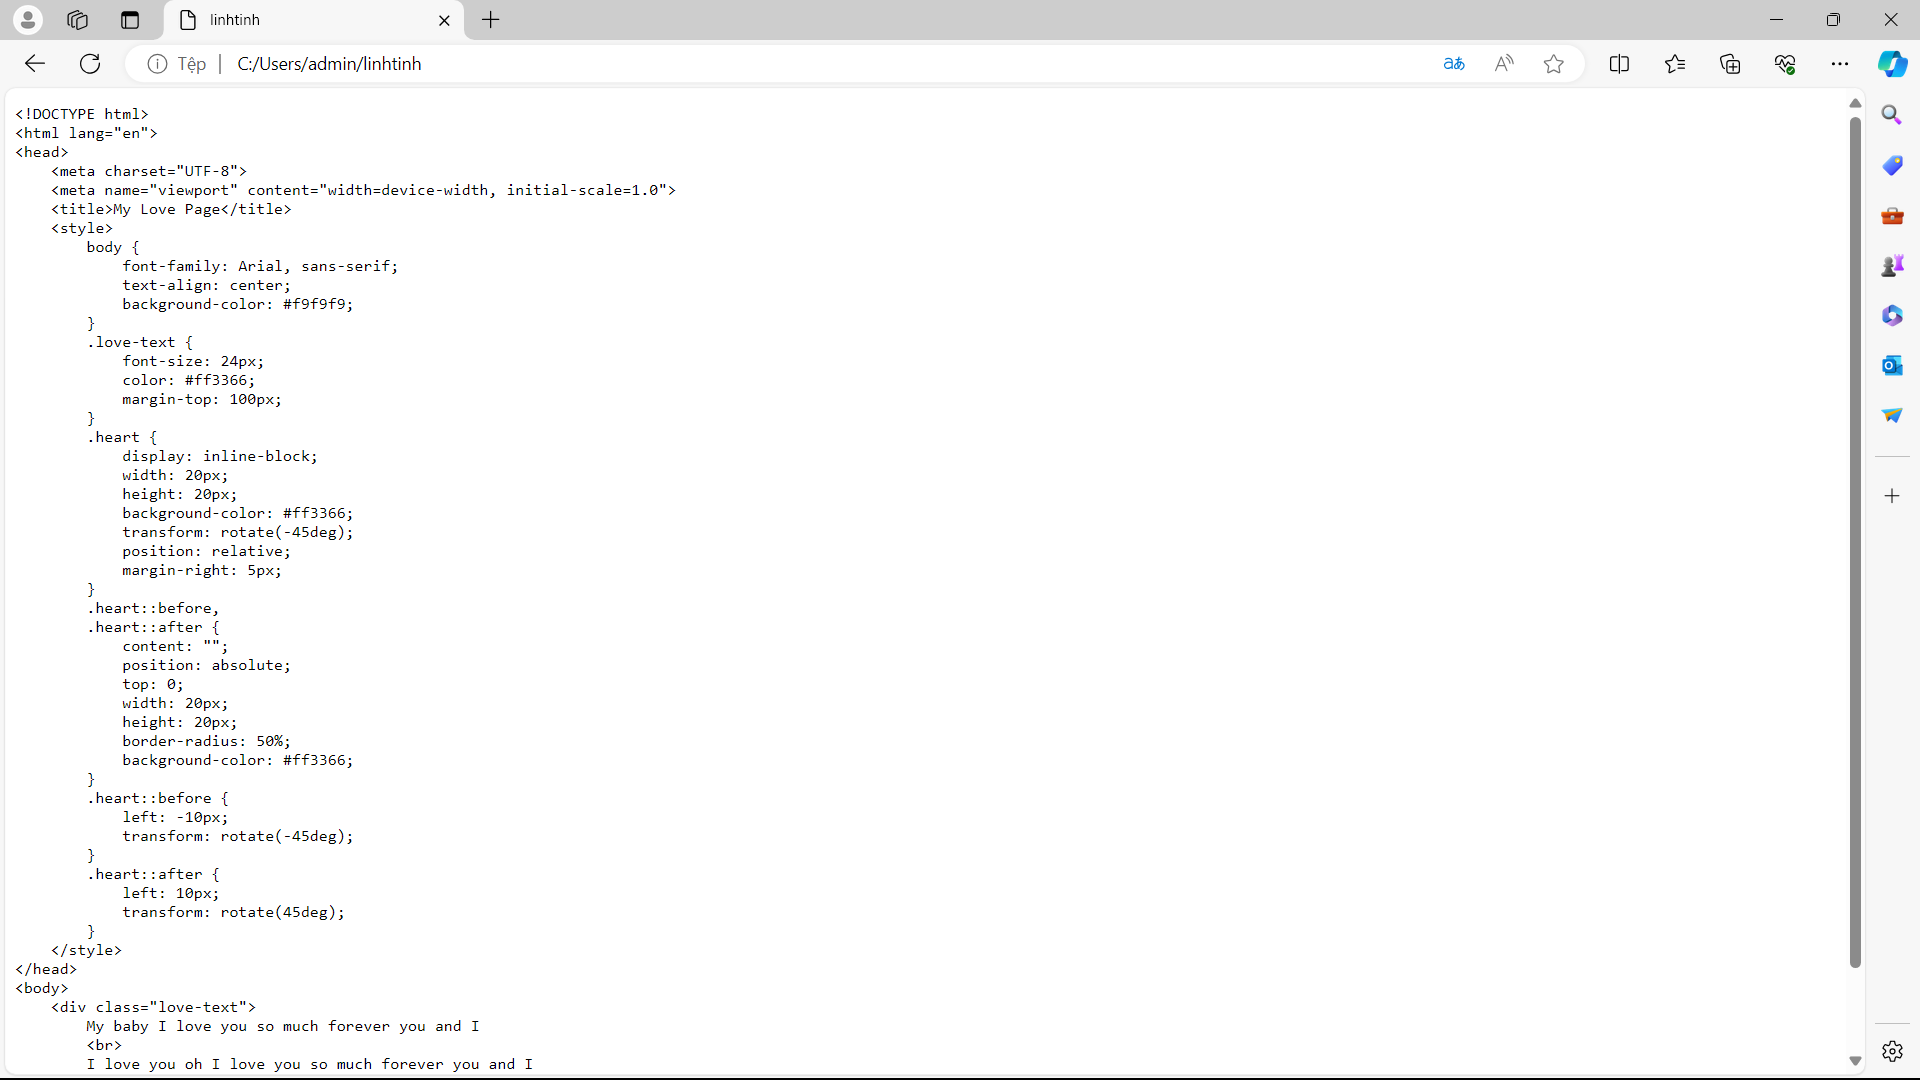 linhtinh
Tệp
C:/Users/admin/linhtinh
<!DOCTYPE html>
<html lang="en">
<head>
    <meta charset="UTF-8">
    <meta name="viewport" content="width=device-width, initial-scale=1.0">
    <title>My Love Page</title>
    <style>
        body {
            font-family: Arial, sans-serif;
            text-align: center;
            background-color: #f9f9f9;
        }
        .love-text {
            font-size: 24px;
            color: #ff3366;
            margin-top: 100px;
        }
        .heart {
            display: inline-block;
            width: 20px;
            height: 20px;
            background-color: #ff3366;
            transform: rotate(-45deg);
            position: relative;
            margin-right: 5px;
        }
        .heart::before,
        .heart::after {
            content: "";
            position: absolute;
            top: 0;
            width: 20px;
            height: 20px;
            border-radius: 50%;
            background-color: #ff3366;
        }
        .heart::before {
            left: -10px;
            transform: rotate(-45deg);
        }
        .heart::after {
            left: 10px;
            transform: rotate(45deg);
        }
    </style>
</head>
<body>
    <div class="love-text">
        My baby I love you so much forever you and I
        <br>
        I love you oh I love you so much forever you and I